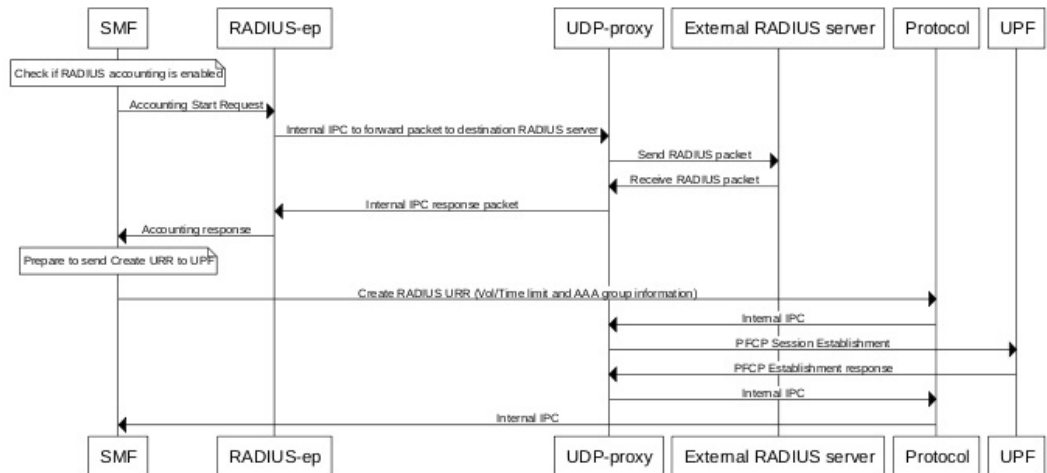 SMF
RADIUS-ep
UDP-proxy
External RADIUS server
Protocol
UPF
Check if RADIUS accounting is enabled
Accounting Start Request
Internal IPC to forward packet to destination RADIUS server
Send RADIUS packet
Receive RADIUS packet
Internal IPC response packet
Accounting response
Prepare to send Create URR to UPF
Create RADIUS URR (Vol/Time limit and AAA group information)
Internal IPC
PFCP Session Establishment
PFCP Establishment response
Internal IPC
Internal IPC
SMF
RADIUS-ep
UDP-proxy
External RADIUS server
Protocol
UPF